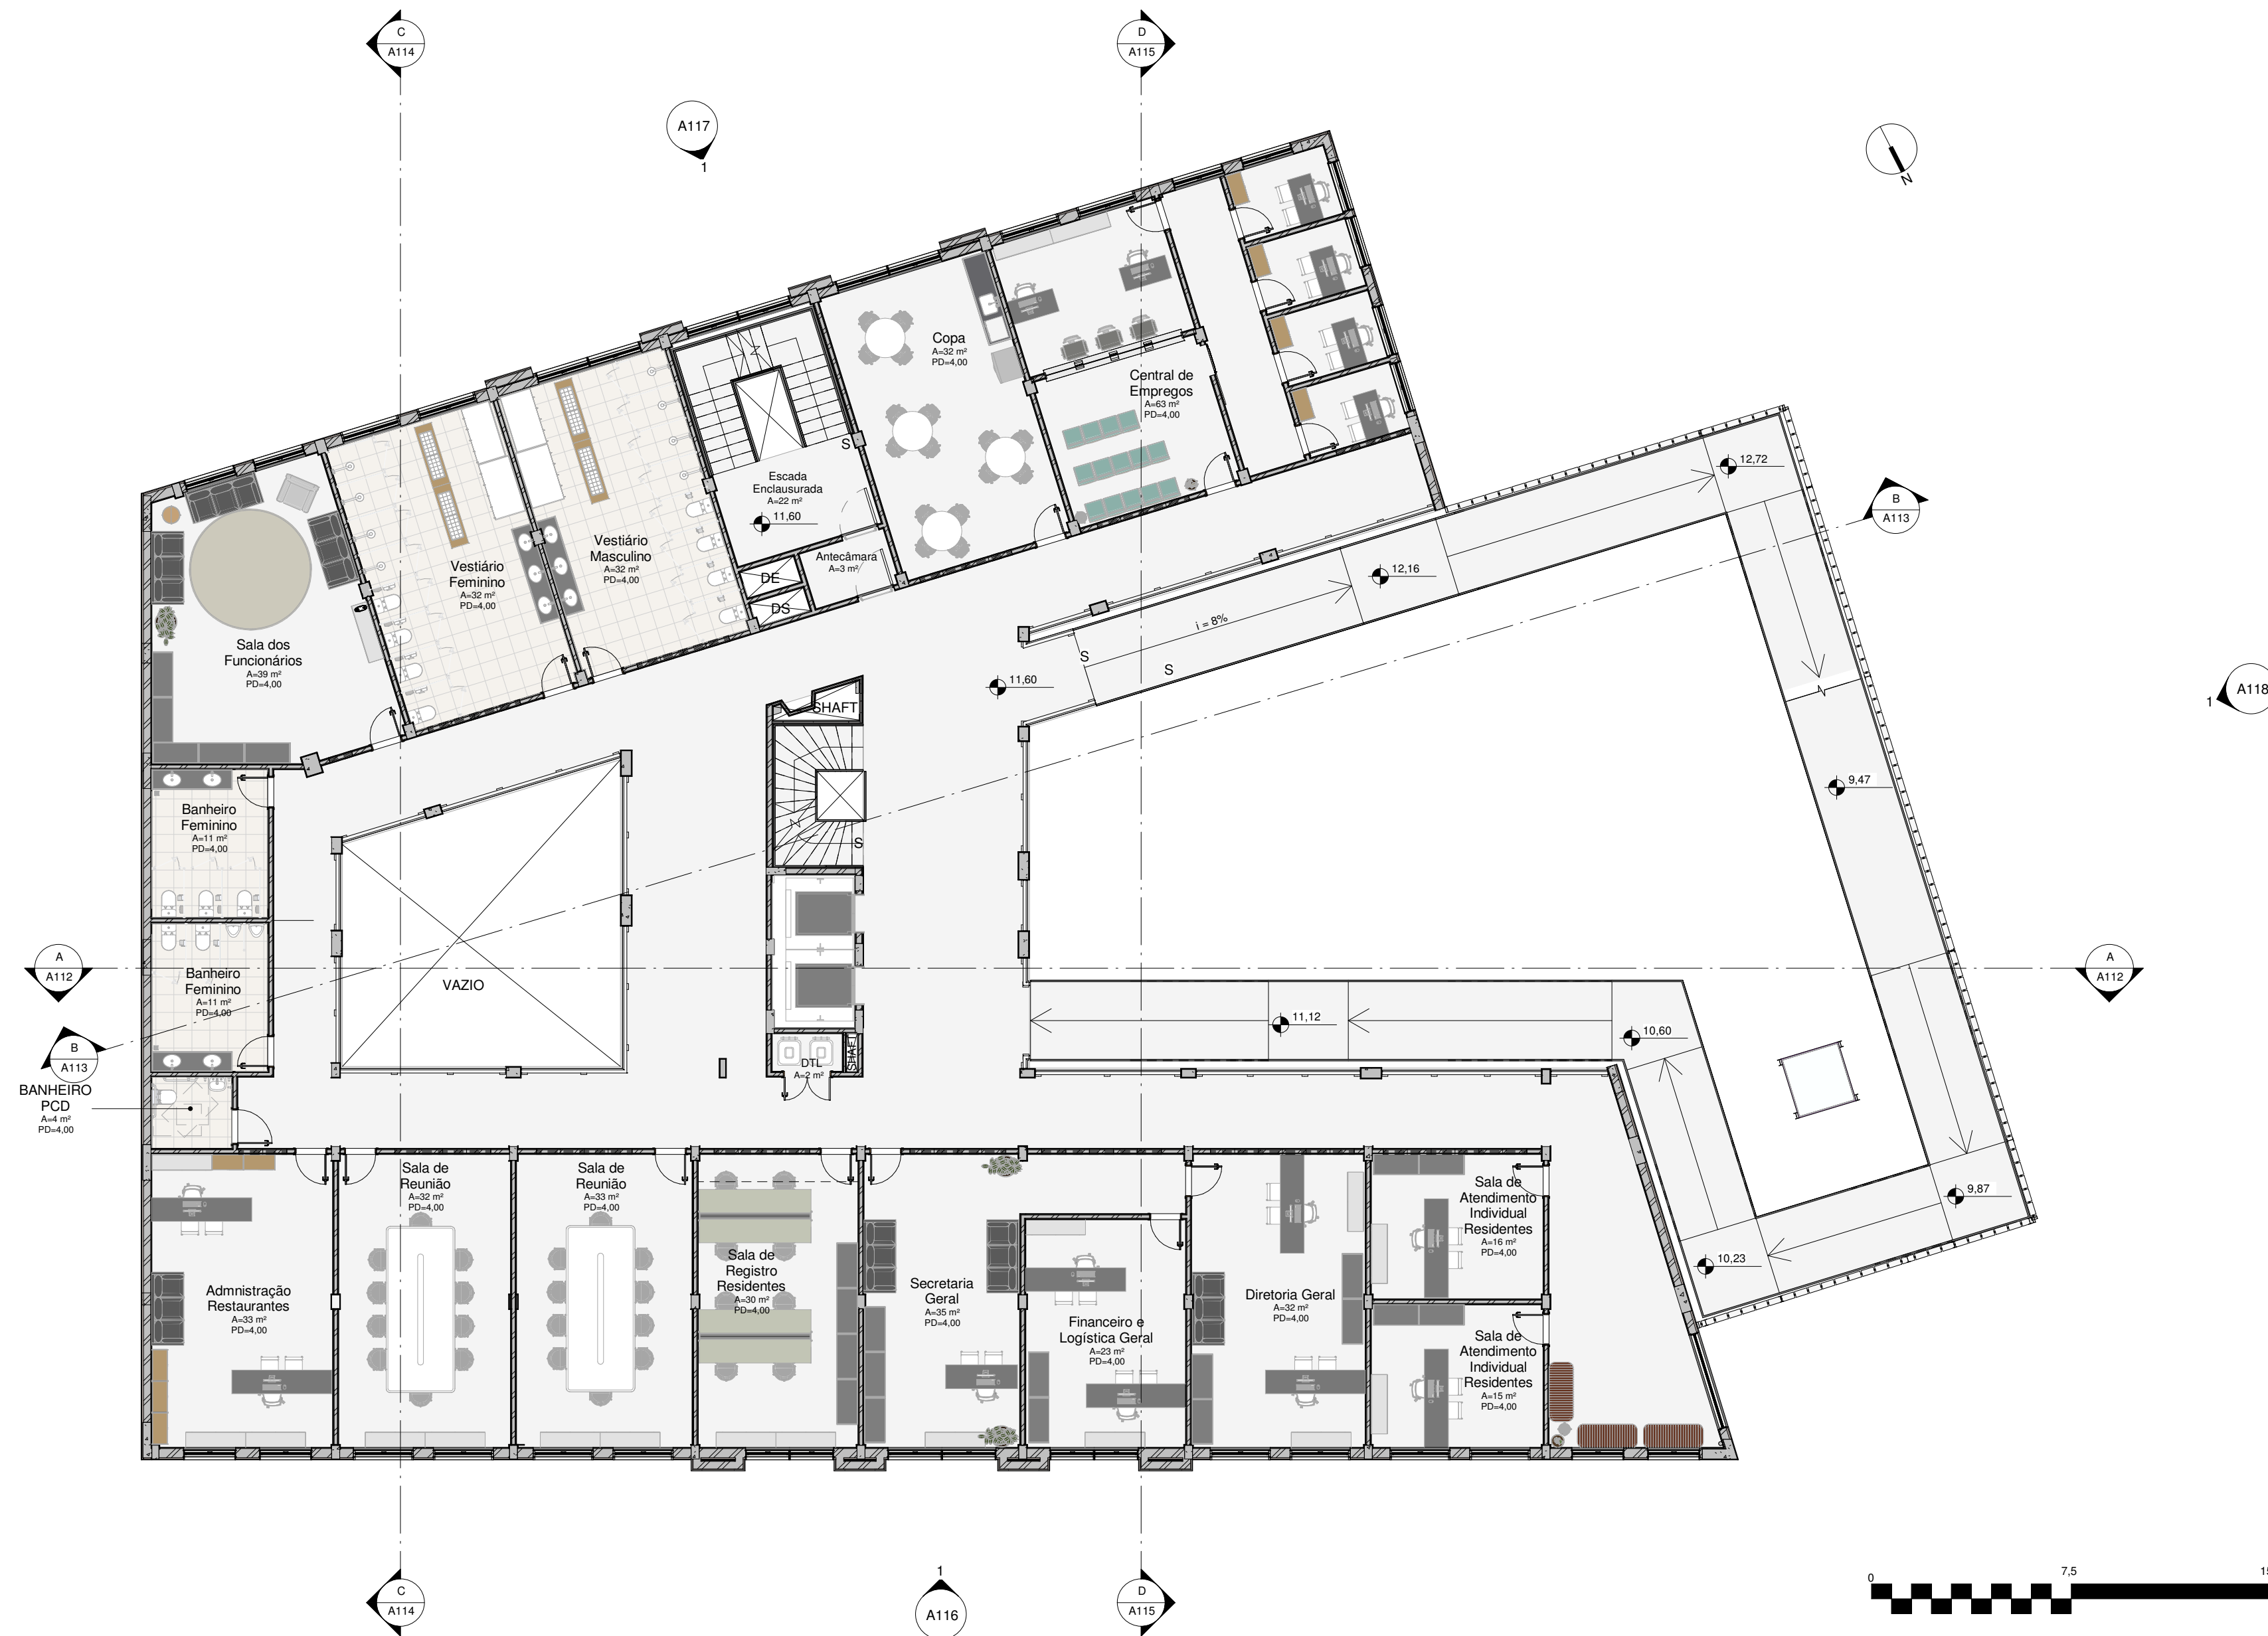 C
A114
D
A115
A117
1
N
Copa
A=32 m²
PD=4,00
Central de
Empregos
A=63 m²
PD=4,00
S
Escada
Enclausurada
A=22 m²
11,60
12,72
B
A113
Vestiário
Masculino
A=32 m²
PD=4,00
Vestiário
Feminino
A=32 m²
PD=4,00
Antecâmara
A=3 m²
DE
DS
12,16
i = 8%
S
S
Sala dos
Funcionários
A=39 m²
PD=4,00
11,60
SHAFT
1
A118
9,47
Banheiro
Feminino
A=11 m²
PD=4,00
S
A
A112
Banheiro
Feminino
A=11 m²
PD=4,00
VAZIO
A
A112
11,12
10,60
B
A113
DTL
A=2 m²
SHAFT
BANHEIRO
PCD
A=4 m²
PD=4,00
9,87
10,23
Sala de
Reunião
A=32 m²
PD=4,00
Sala de
Reunião
A=33 m²
PD=4,00
Sala de
Atendimento
Individual
Residentes
A=16 m²
PD=4,00
Sala de
Registro
Residentes
A=30 m²
PD=4,00
Admnistração
Restaurantes
A=33 m²
PD=4,00
Secretaria
Geral
A=35 m²
PD=4,00
Financeiro e
Logística Geral
A=23 m²
PD=4,00
Diretoria Geral
A=32 m²
PD=4,00
Sala de
Atendimento
Individual
Residentes
A=15 m²
PD=4,00
C
A114
1
A116
D
A115
0
7,5